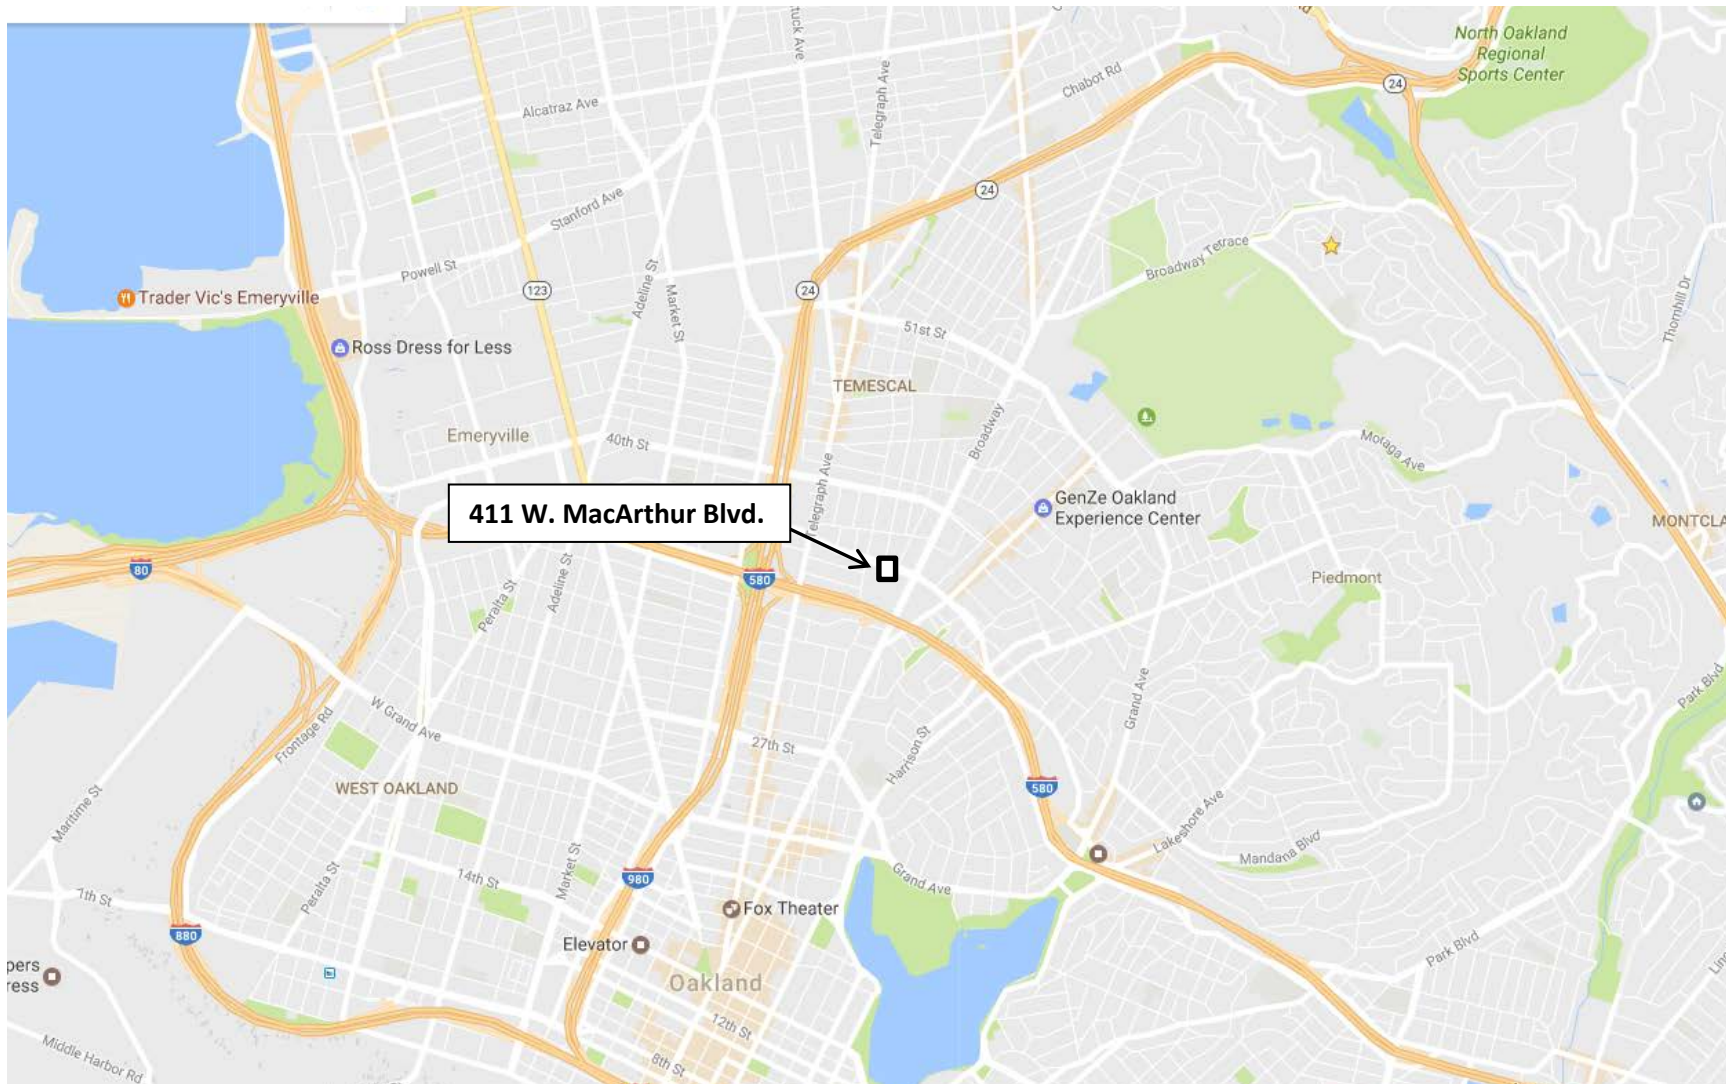 North Oakland
Regional
Sports Center
24
Chabot Rd
Telegraph Ave
Alcatraz Ave
24
Stanford Ave
Broadway Terrace
Powell St
Adeline St
Market St
123
24
Trader Vic's Emeryville
Thornhill Dr
51st St
Ross Dress for Less
TEMESCAL
Broadway
Emeryville
40th St
Moraga Ave
GenZe Oakland
Experience Center
411 W. MacArthur Blvd.
elegraph Ave
MONTCLA
80
580
Piedmont
Peralta St
Adeline St
Park Blvd
Grand Ave
W Grand Ave
Frontage Rd
27th St
Harrison St
WEST OAKLAND
580
Maritime St
Lakeshore Ave
Mandana Blvd
Market St
14th St
980
Grand Ave
Peralta St
7th St
Fox Theater
880
Elevator
Park Blvd
pers
ress
Oakland
12th St
Middle Harbor Rd
8th St